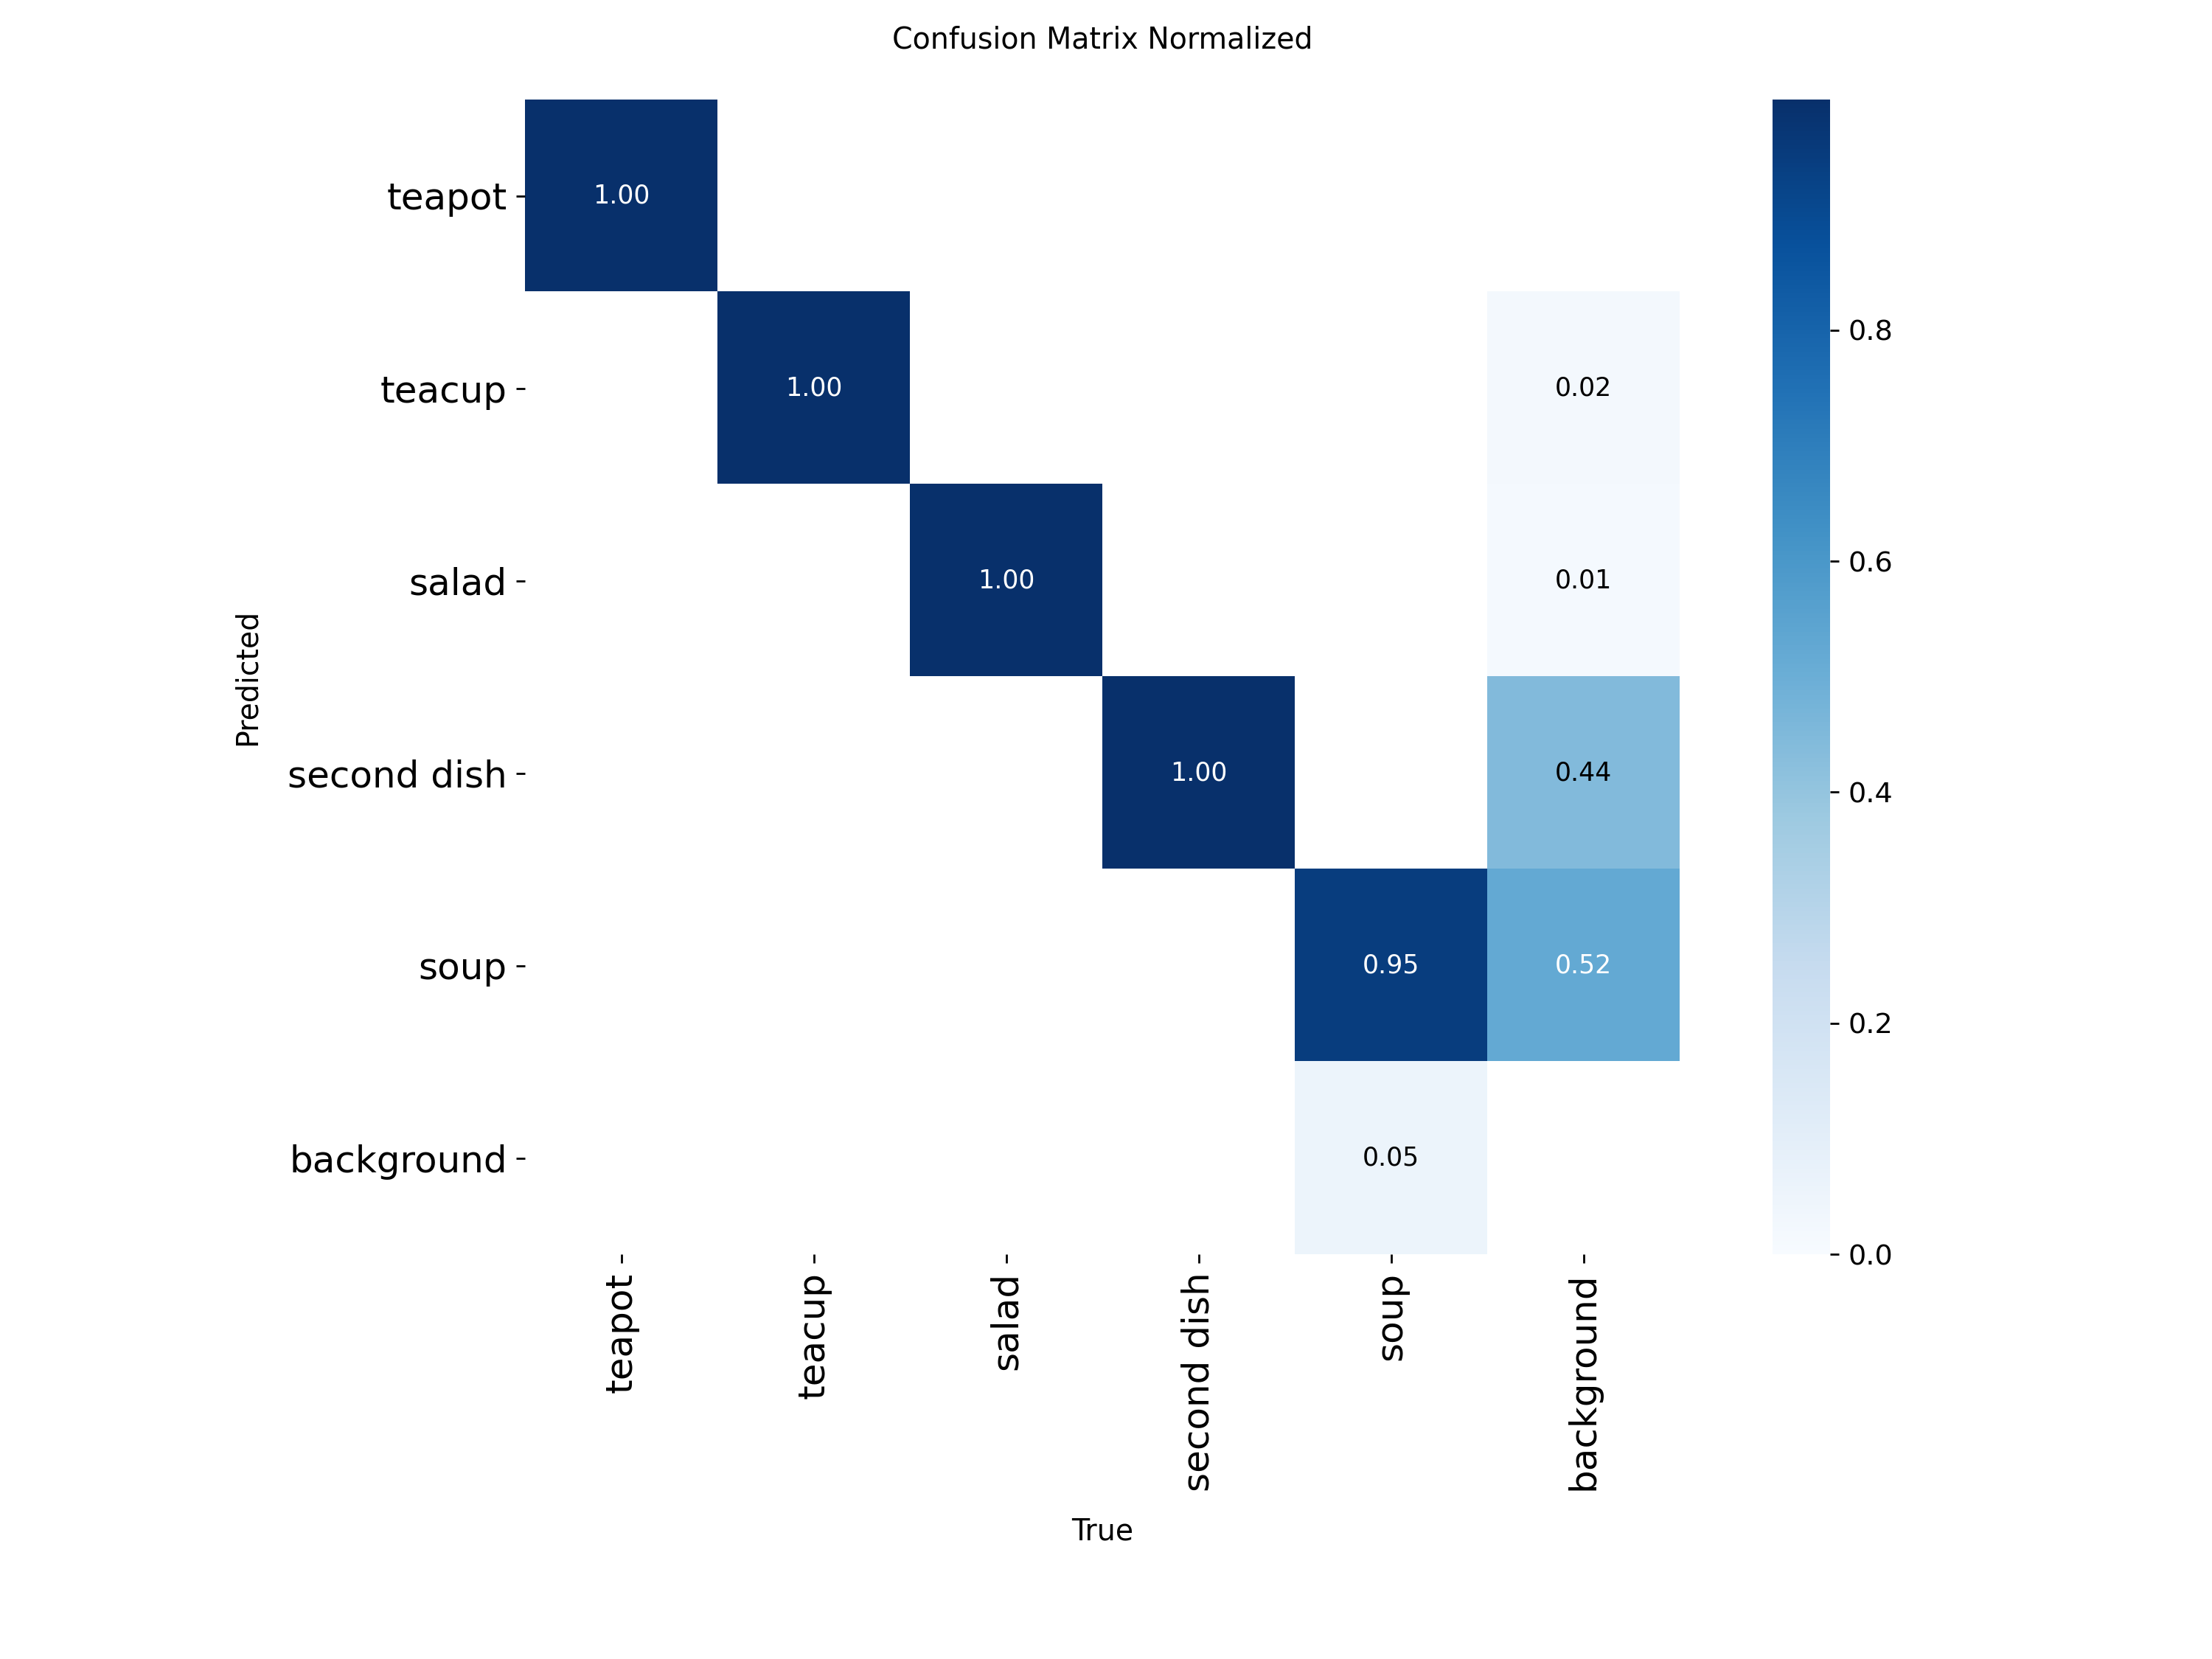 Confusion Matrix Normalized
teapot
1.00
teacup
1.00
0.02
salad
1.00
0.01
second dish
1.00
0.44
soup
0.95
0.52
background
0.05
Predicted
teapot
teacup
salad
second dish
soup
background
True
0.8
0.6
0.4
0.2
0.0